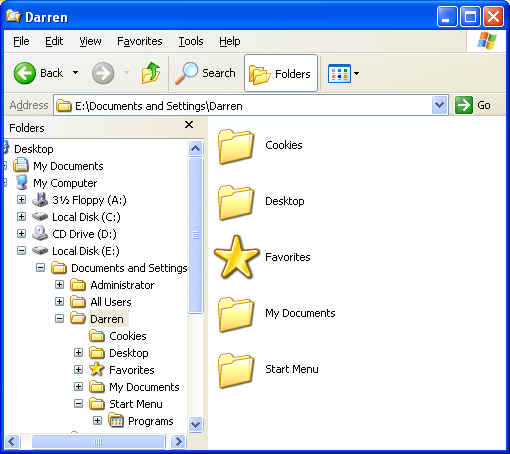 Darren
File Edit View Favorites Tools Help
Back Search Folders
Address E:\Documents and Settings\Darren Go
Folders
Desktop
My Documents
My Computer
3½ Floppy (A:)
Local Disk (C:)
CD Drive (D:)
Local Disk (E:)
Documents and Settings
Administrator
All Users
Darren
Cookies
Desktop
Favorites
My Documents
Start Menu
Programs
Cookies
Desktop
Favorites
My Documents
Start Menu